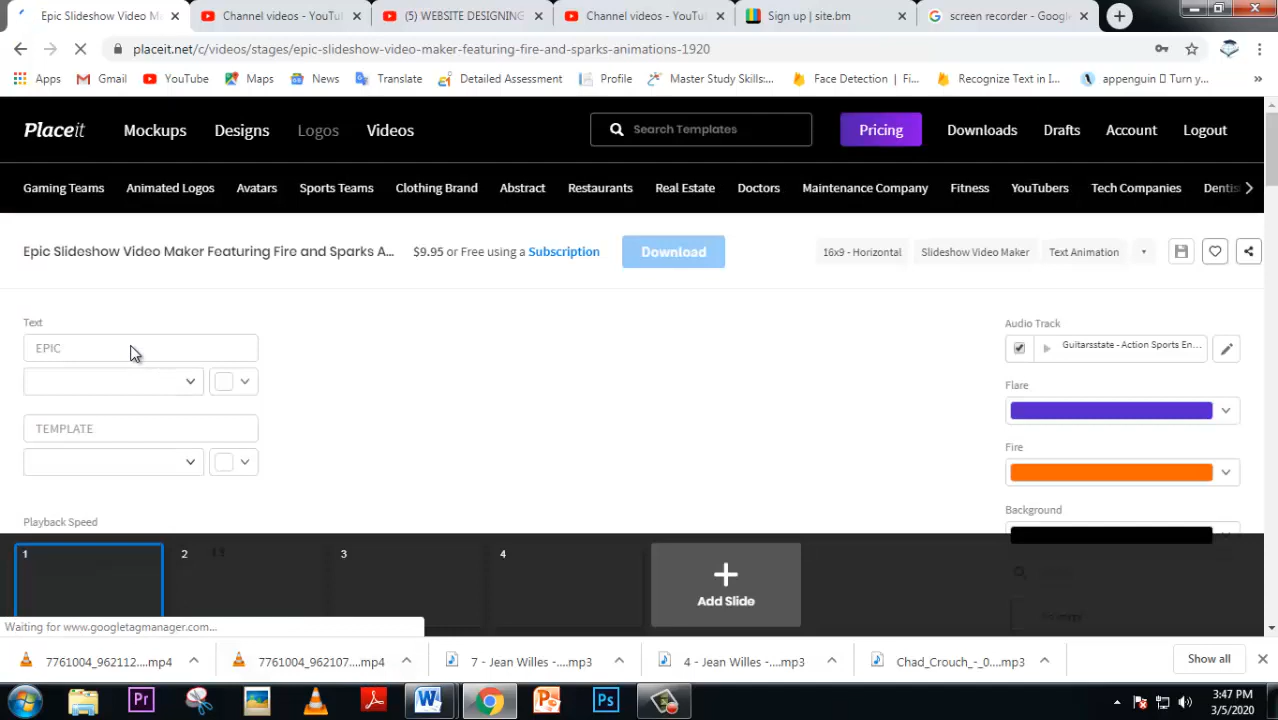 Epic Slideshow Video M
Channel videos - YouTu
(5) WEBSITE DESIGNING
Channel videos - YouTu
Sign up | site.bm
screen recorder - Google
placeit.net/c/videos/stages/epic-slideshow-video-maker-featuring-fire-and-sparks-animations-1920
Apps Gmail YouTube Maps News Translate Detailed Assessment Profile Master Study Skills:... Face Detection | Fi... Recognize Text in I... appenguin Turn y... »
Placeit Mockups Designs Logos Videos Search Templates Pricing Downloads Drafts Account Logout
Gaming Teams Animated Logos Avatars Sports Teams Clothing Brand Abstract Restaurants Real Estate Doctors Maintenance Company Fitness YouTubers Tech Companies Dentis
Epic Slideshow Video Maker Featuring Fire and Sparks A... $9.95 or Free using a Subscription Download 16x9 - Horizontal Slideshow Video Maker Text Animation
Text
EPIC
TEMPLATE
Playback Speed
Audio Track
Guitarsstate - Action Sports En...
Flare
Fire
Background
1 2 3 4
Add Slide
Waiting for www.googletagmanager.com...
7761004_962112....mp4 7761004_962107....mp4 7 - Jean Willes -....mp3 4 - Jean Willes -....mp3 Chad_Crouch_-_0....mp3 Show all
Pr W Ps
3:47 PM
3/5/2020